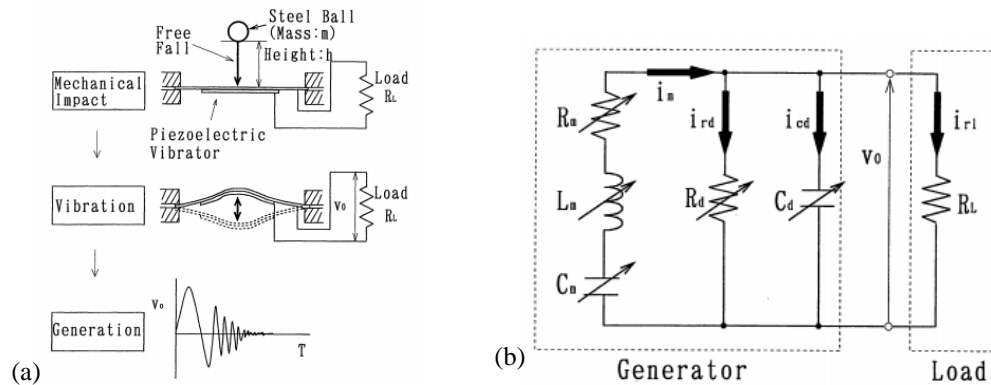 Steel Ball
(Mass:m)
Free
Fall
Height:h
Mechanical
Impact
Load
RL
Piezoelectric
Vibrator
Vibration
Vo
Load
RL
Vo
Generation
T
(a)
im
Rm
ird
icd
Vo
irl
Lm
Rd
Cd
RL
Cm
Generator
Load
(b)